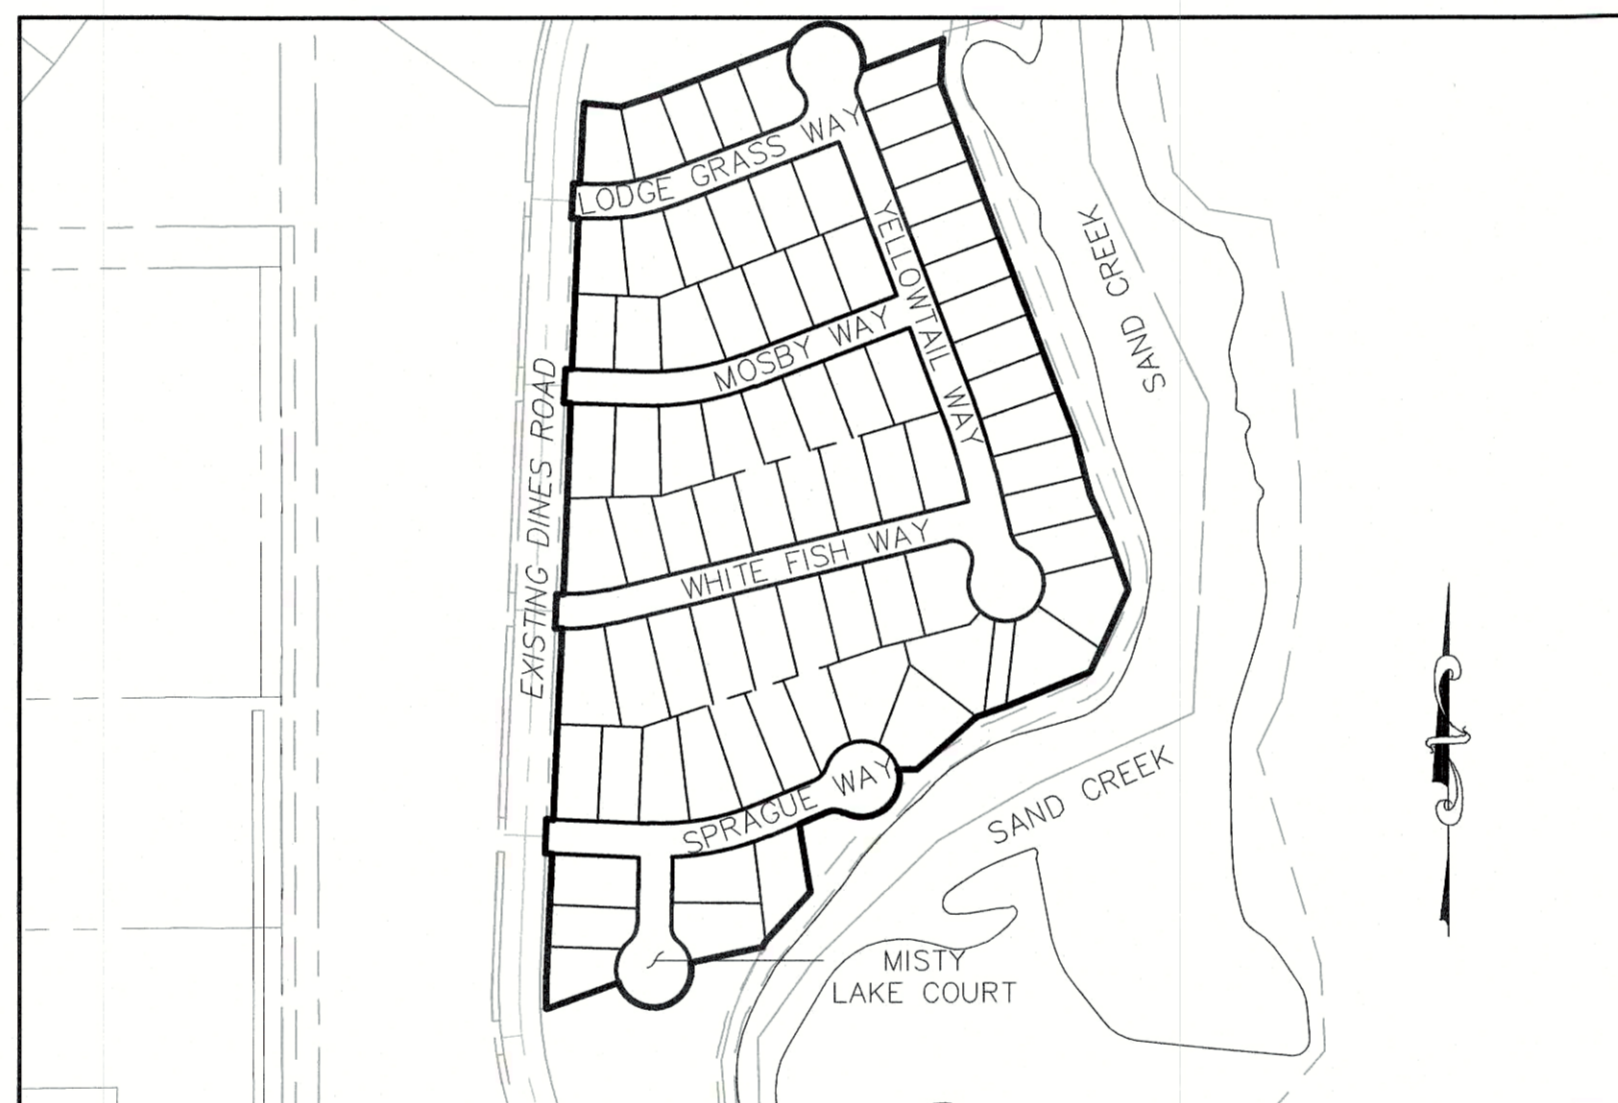 LODGE GRASS WAY
YELLOWTAIL WAY
SAND CREEK
MOSBY WAY
EXISTING DINES ROAD
WHITE FISH WAY
SPRAGUE WAY
SAND CREEK
MISTY
LAKE COURT